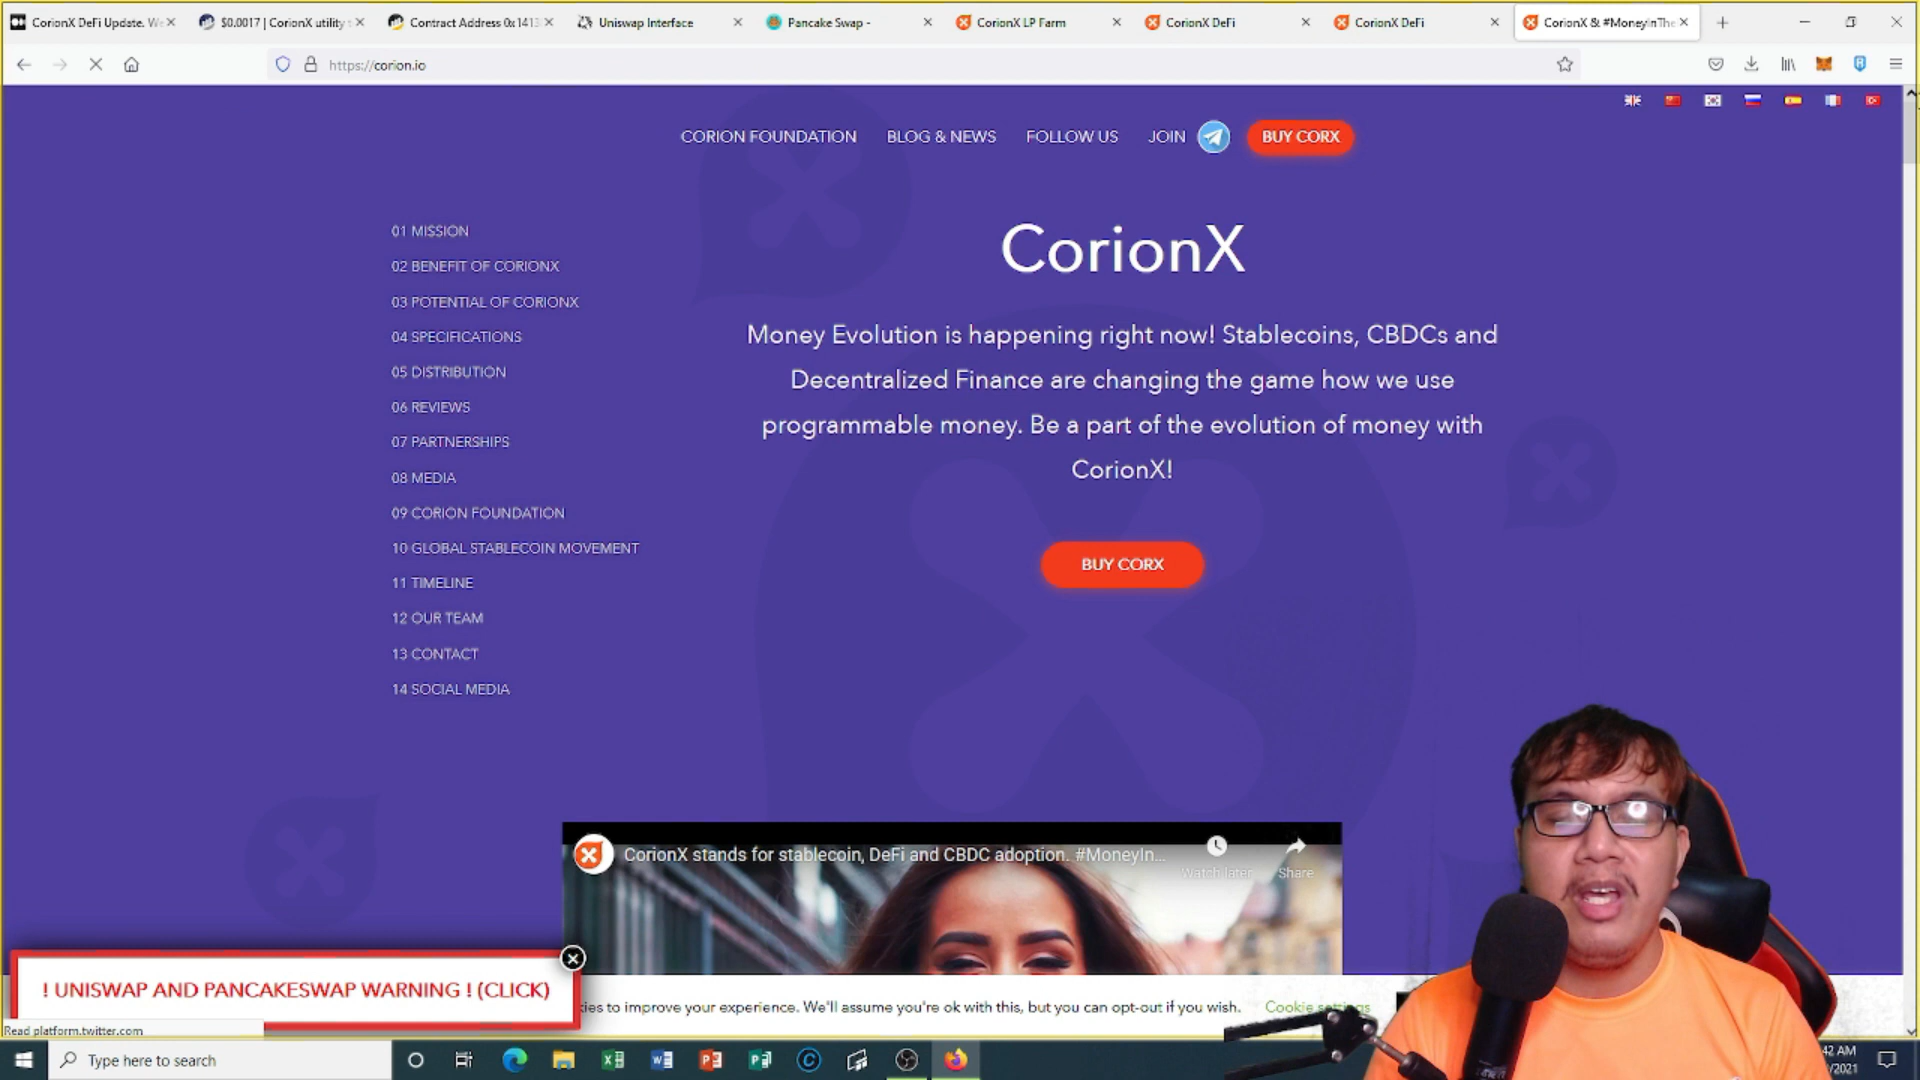 CorionX DeFi Update. We
$0.0017 | CorionX utility
Contract Address 0x1413
Uniswap Interface
Pancake Swap -
CorionX LP Farm
CorionX DeFi
CorionX DeFi
CorionX & #MoneyInThe
https://corion.io
CORION FOUNDATION
BLOG & NEWS
FOLLOW US
JOIN
BUY CORX
01 MISSION
02 BENEFIT OF CORIONX
03 POTENTIAL OF CORIONX
04 SPECIFICATIONS
05 DISTRIBUTION
06 REVIEWS
07 PARTNERSHIPS
08 MEDIA
09 CORION FOUNDATION
10 GLOBAL STABLECOIN MOVEMENT
11 TIMELINE
12 OUR TEAM
13 CONTACT
14 SOCIAL MEDIA
CorionX
Money Evolution is happening right now! Stablecoins, CBDCs and
Decentralized Finance are changing the game how we use
programmable money. Be a part of the evolution of money with
CorionX!
BUY CORX
CorionX stands for stablecoin, DeFi and CBDC adoption. #MoneyIn...
Watch later
Share
! UNISWAP AND PANCAKESWAP WARNING ! (CLICK)
kies to improve your experience. We'll assume you're ok with this, but you can opt-out if you wish.
Cookie settings
Read platform.twitter.com
Type here to search
42 AM
/2021